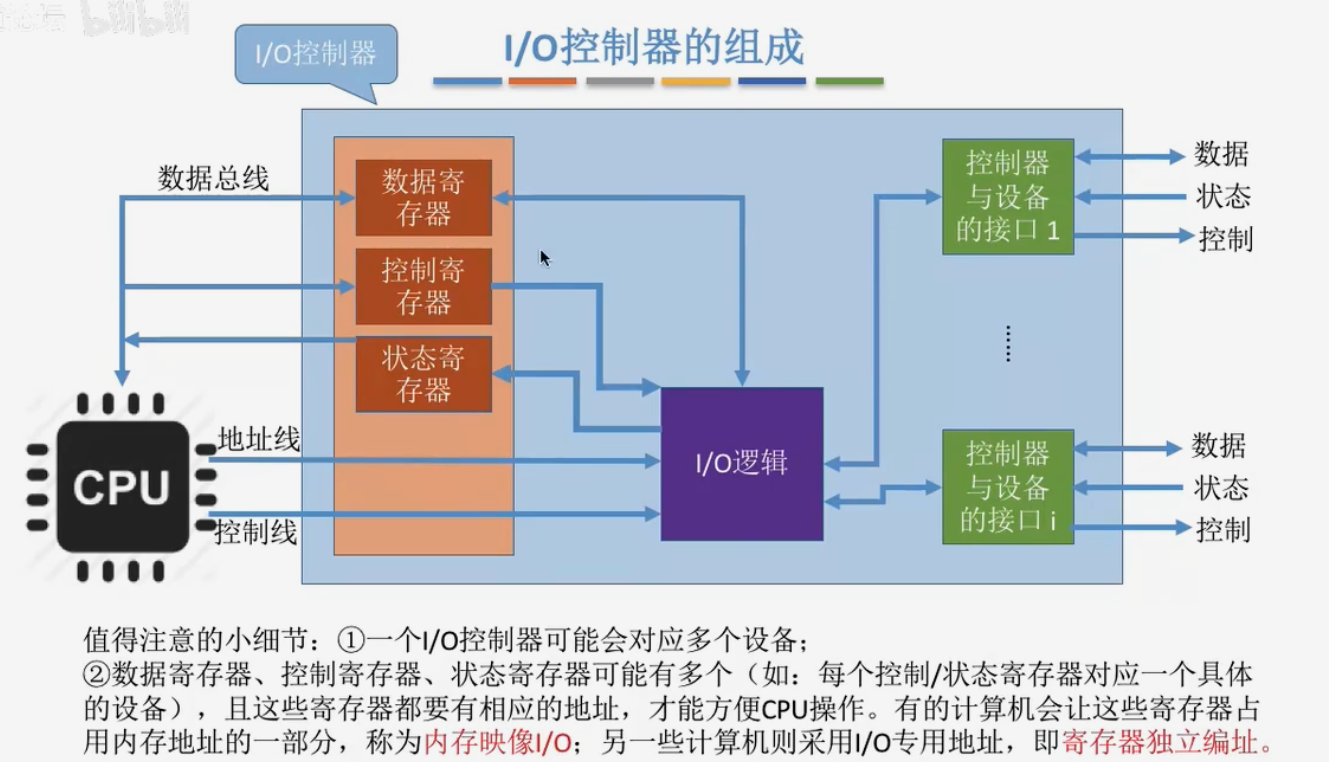 bilibili
I/O控制器
I/O控制器的组成
数据总线
数据寄
存器
控制寄
存器
状态寄
存器
地址线
CPU
控制线
I/O逻辑
控制器
与设备
的接口 1
数据
状态
控制
控制器
与设备
的接口 i
数据
状态
控制
值得注意的小细节：①一个I/O控制器可能会对应多个设备；
②数据寄存器、控制寄存器、状态寄存器可能有多个（如：每个控制/状态寄存器对应一个具体
的设备），且这些寄存器都要有相应的地址，才能方便CPU操作。有的计算机会让这些寄存器占
用内存地址的一部分，称为内存映像I/O；另一些计算机则采用I/O专用地址，即寄存器独立编址。